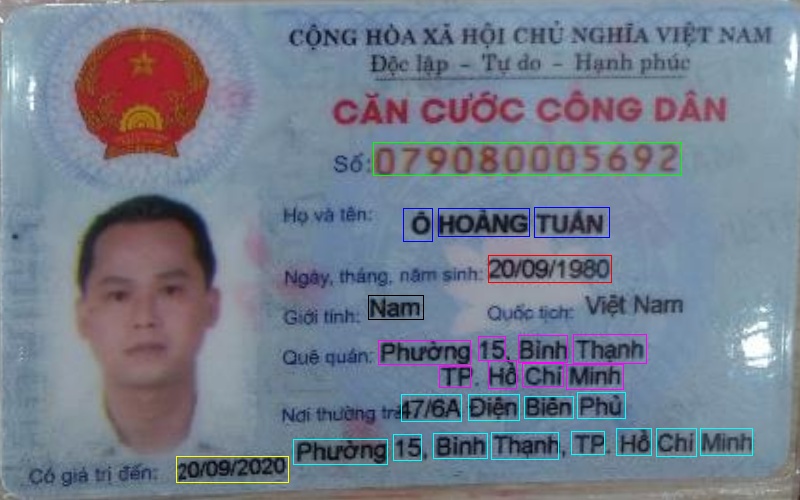 CỘNG HÒA XÃ HỘI CHỦ NGHĨA VIỆT NAM
Độc lập - Tự do - Hạnh phúc
CĂN CƯỚC CÔNG DÂN
Số: 079080005692
Họ và tên: Ô HOÀNG TUẤN
Ngày, tháng, năm sinh: 20/09/1980
Giới tính: Nam Quốc tịch: Việt Nam
Quê quán: Phường 15, Bình Thạnh
TP. Hồ Chí Minh
Nơi thường trú: 47/6A Điện Biên Phủ
Phường 15, Bình Thạnh, TP. Hồ Chí Minh
Có giá trị đến: 20/09/2020